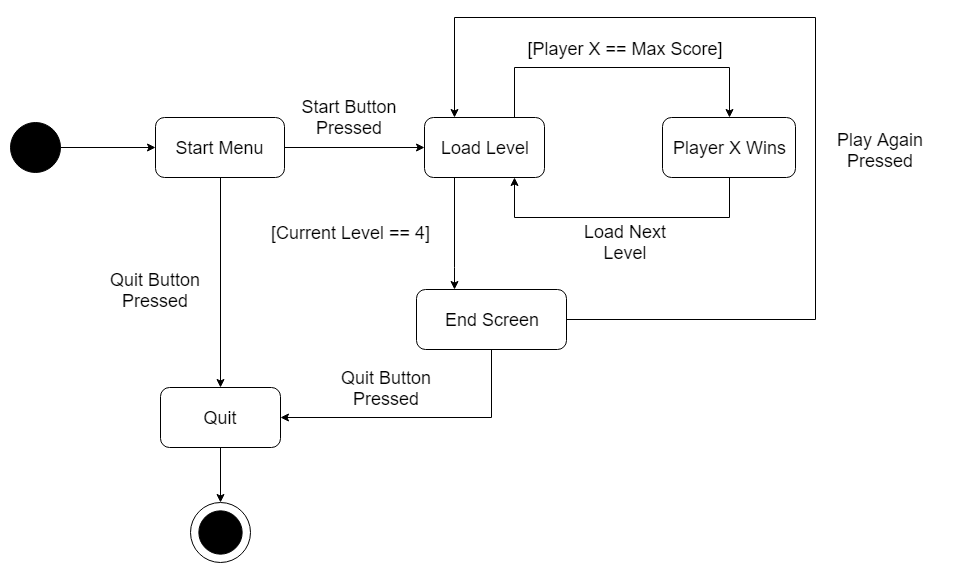 [Player X == Max Score]
Start Button
Pressed
Start Menu
Load Level
Player X Wins
Play Again
Pressed
[Current Level == 4]
Load Next
Level
Quit Button
Pressed
End Screen
Quit Button
Pressed
Quit